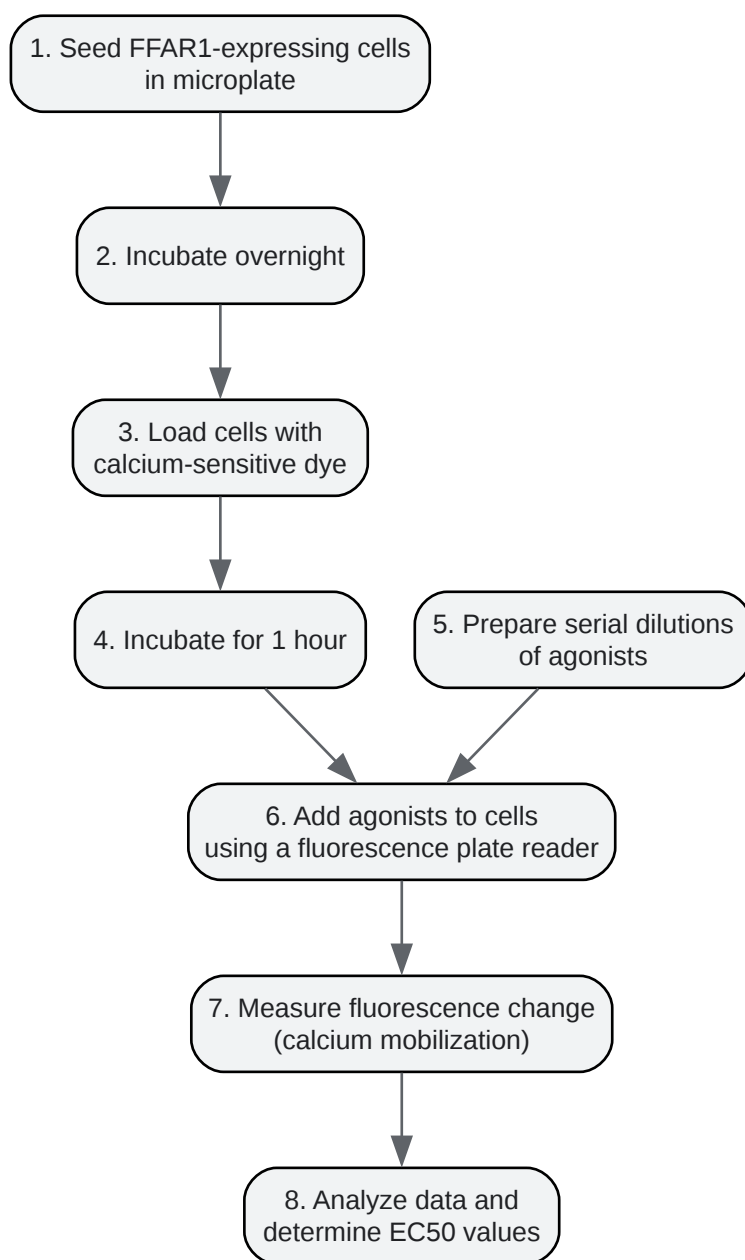 1. Seed FFAR1-expressing cells
in microplate
2. Incubate overnight
3. Load cells with
calcium-sensitive dye
4. Incubate for 1 hour
5. Prepare serial dilutions
of agonists
6. Add agonists to cells
using a fluorescence plate reader
7. Measure fluorescence change
(calcium mobilization)
8. Analyze data and
determine EC50 values